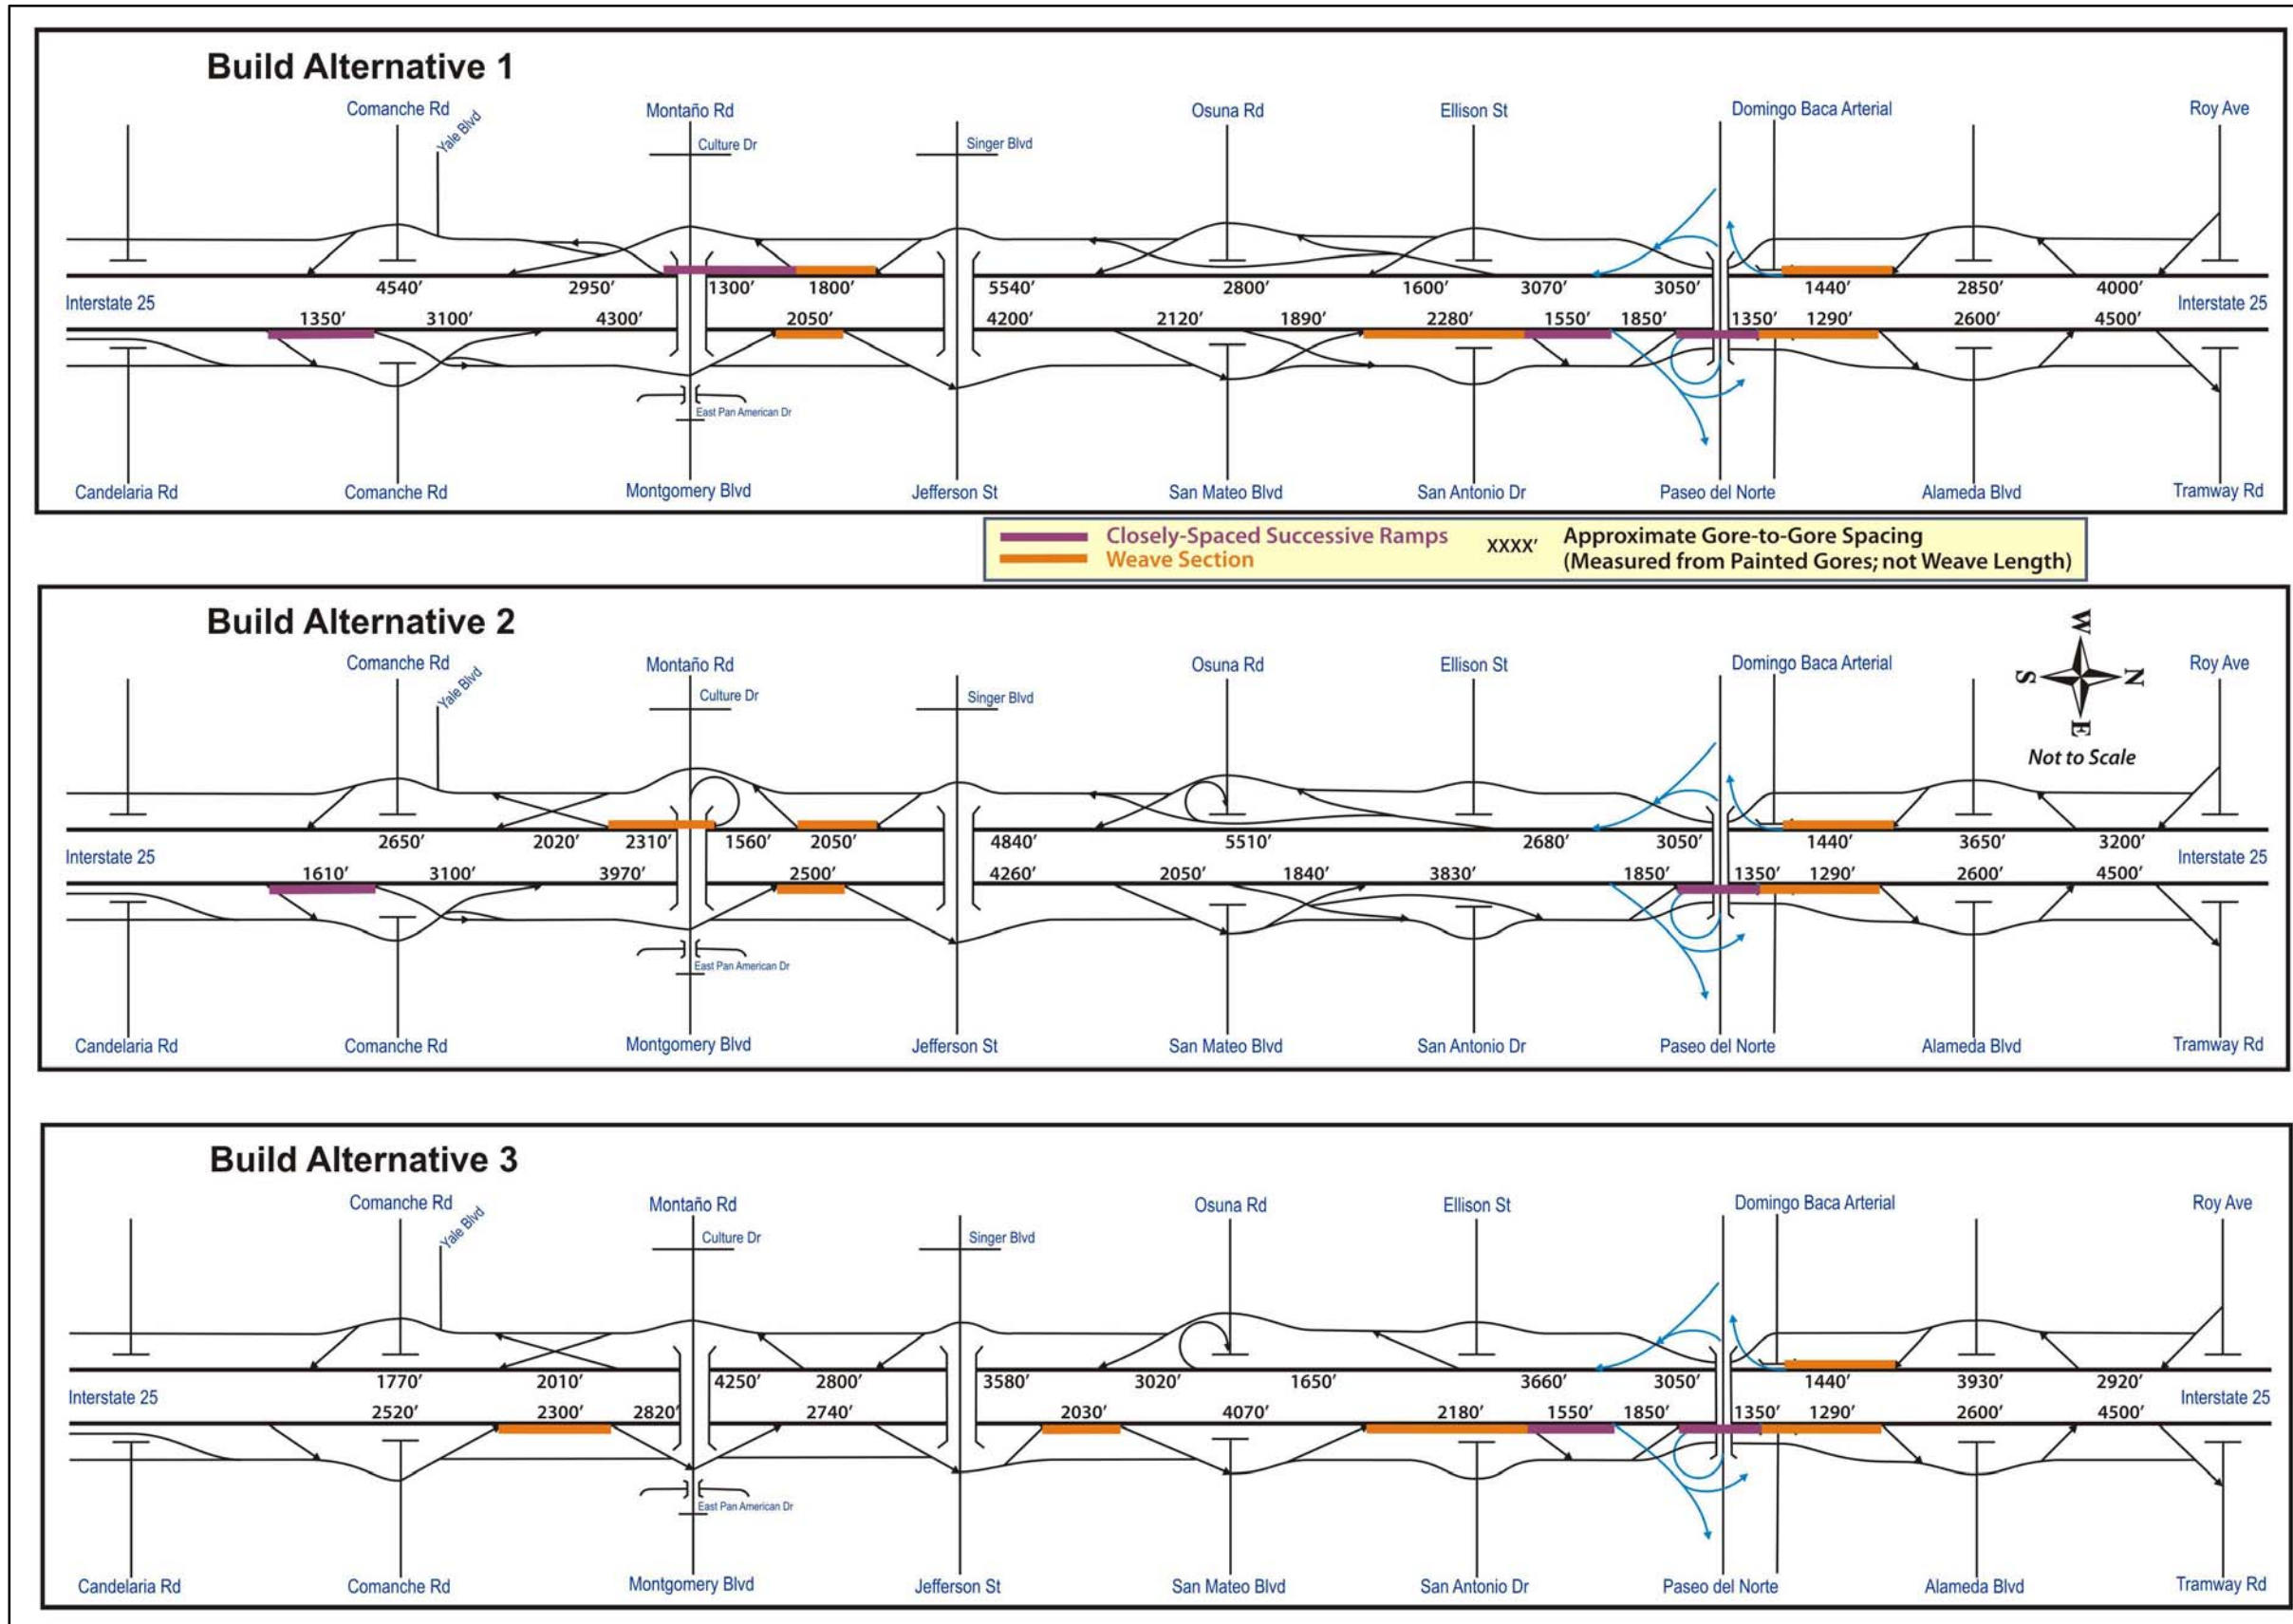 Build Alternative 1
Comanche Rd
Yale Blvd
Montaño Rd
Culture Dr
Singer Blvd
Osuna Rd
Ellison St
Domingo Baca Arterial
Roy Ave
4540′ 2950′ 1300′ 1800′ 5540′ 2800′ 1600′ 3070′ 3050′ 1440′ 2850′ 4000′
Interstate 25 Interstate 25
1350′ 3100′ 4300′ 2050′ 4200′ 2120′ 1890′ 2280′ 1550′ 1850′ 1350′ 1290′ 2600′ 4500′
East Pan American Dr
Candelaria Rd Comanche Rd Montgomery Blvd Jefferson St San Mateo Blvd San Antonio Dr Paseo del Norte Alameda Blvd Tramway Rd
Closely-Spaced Successive Ramps
Weave Section
XXXX′
Approximate Gore-to-Gore Spacing
(Measured from Painted Gores; not Weave Length)
Build Alternative 2
W
N
S
E
Not to Scale
Comanche Rd
Yale Blvd
Montaño Rd
Culture Dr
Singer Blvd
Osuna Rd
Ellison St
Domingo Baca Arterial
Roy Ave
2650′ 2020′ 2310′ 1560′ 2050′ 4840′ 5510′ 2680′ 3050′ 1440′ 3650′ 3200′
Interstate 25 Interstate 25
1610′ 3100′ 3970′ 2500′ 4260′ 2050′ 1840′ 3830′ 1850′ 1350′ 1290′ 2600′ 4500′
East Pan American Dr
Candelaria Rd Comanche Rd Montgomery Blvd Jefferson St San Mateo Blvd San Antonio Dr Paseo del Norte Alameda Blvd Tramway Rd
Build Alternative 3
Comanche Rd
Yale Blvd
Montaño Rd
Culture Dr
Singer Blvd
Osuna Rd
Ellison St
Domingo Baca Arterial
Roy Ave
1770′ 2010′ 4250′ 2800′ 3580′ 3020′ 1650′ 3660′ 3050′ 1440′ 3930′ 2920′
Interstate 25 Interstate 25
2520′ 2300′ 2820′ 2740′ 2030′ 4070′ 2180′ 1550′ 1850′ 1350′ 1290′ 2600′ 4500′
East Pan American Dr
Candelaria Rd Comanche Rd Montgomery Blvd Jefferson St San Mateo Blvd San Antonio Dr Paseo del Norte Alameda Blvd Tramway Rd